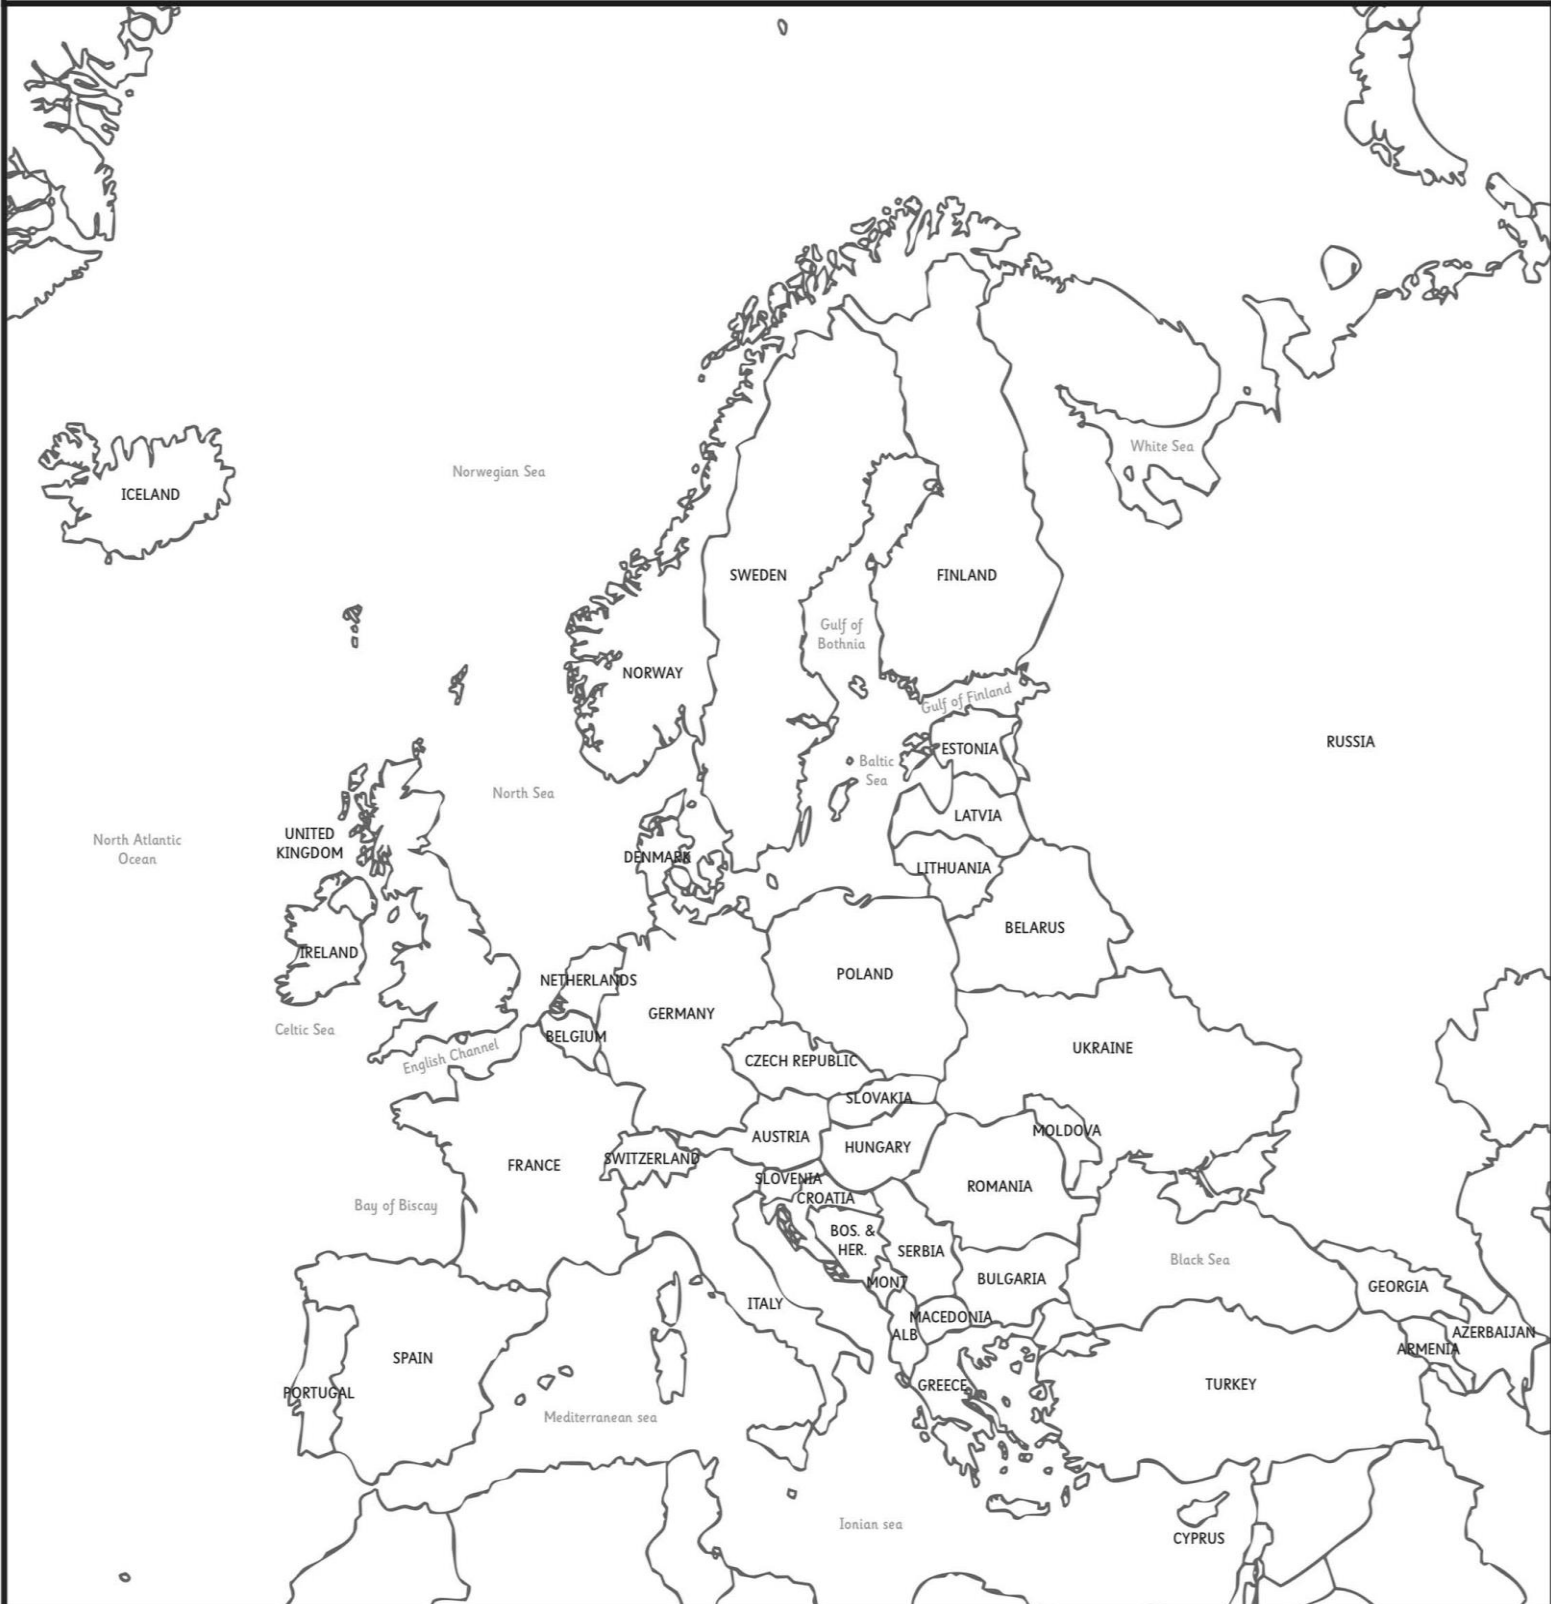 White Sea
Norwegian Sea
ICELAND
SWEDEN
FINLAND
Gulf of
Bothnia
NORWAY
Gulf of Finland
RUSSIA
ESTONIA
Baltic
Sea
North Sea
LATVIA
North Atlantic
Ocean
UNITED
KINGDOM
DENMARK
LITHUANIA
BELARUS
IRELAND
NETHERLANDS
POLAND
GERMANY
Celtic Sea
BELGIUM
English Channel
UKRAINE
CZECH REPUBLIC
SLOVAKIA
MOLDOVA
AUSTRIA
HUNGARY
FRANCE
SWITZERLAND
SLOVENIA
ROMANIA
CROATIA
Bay of Biscay
BOS. &
HER.
SERBIA
Black Sea
BULGARIA
MONT
GEORGIA
ITALY
MACEDONIA
ALB
AZERBAIJAN
ARMENIA
SPAIN
GREECE
TURKEY
PORTUGAL
Mediterranean sea
Ionian sea
CYPRUS